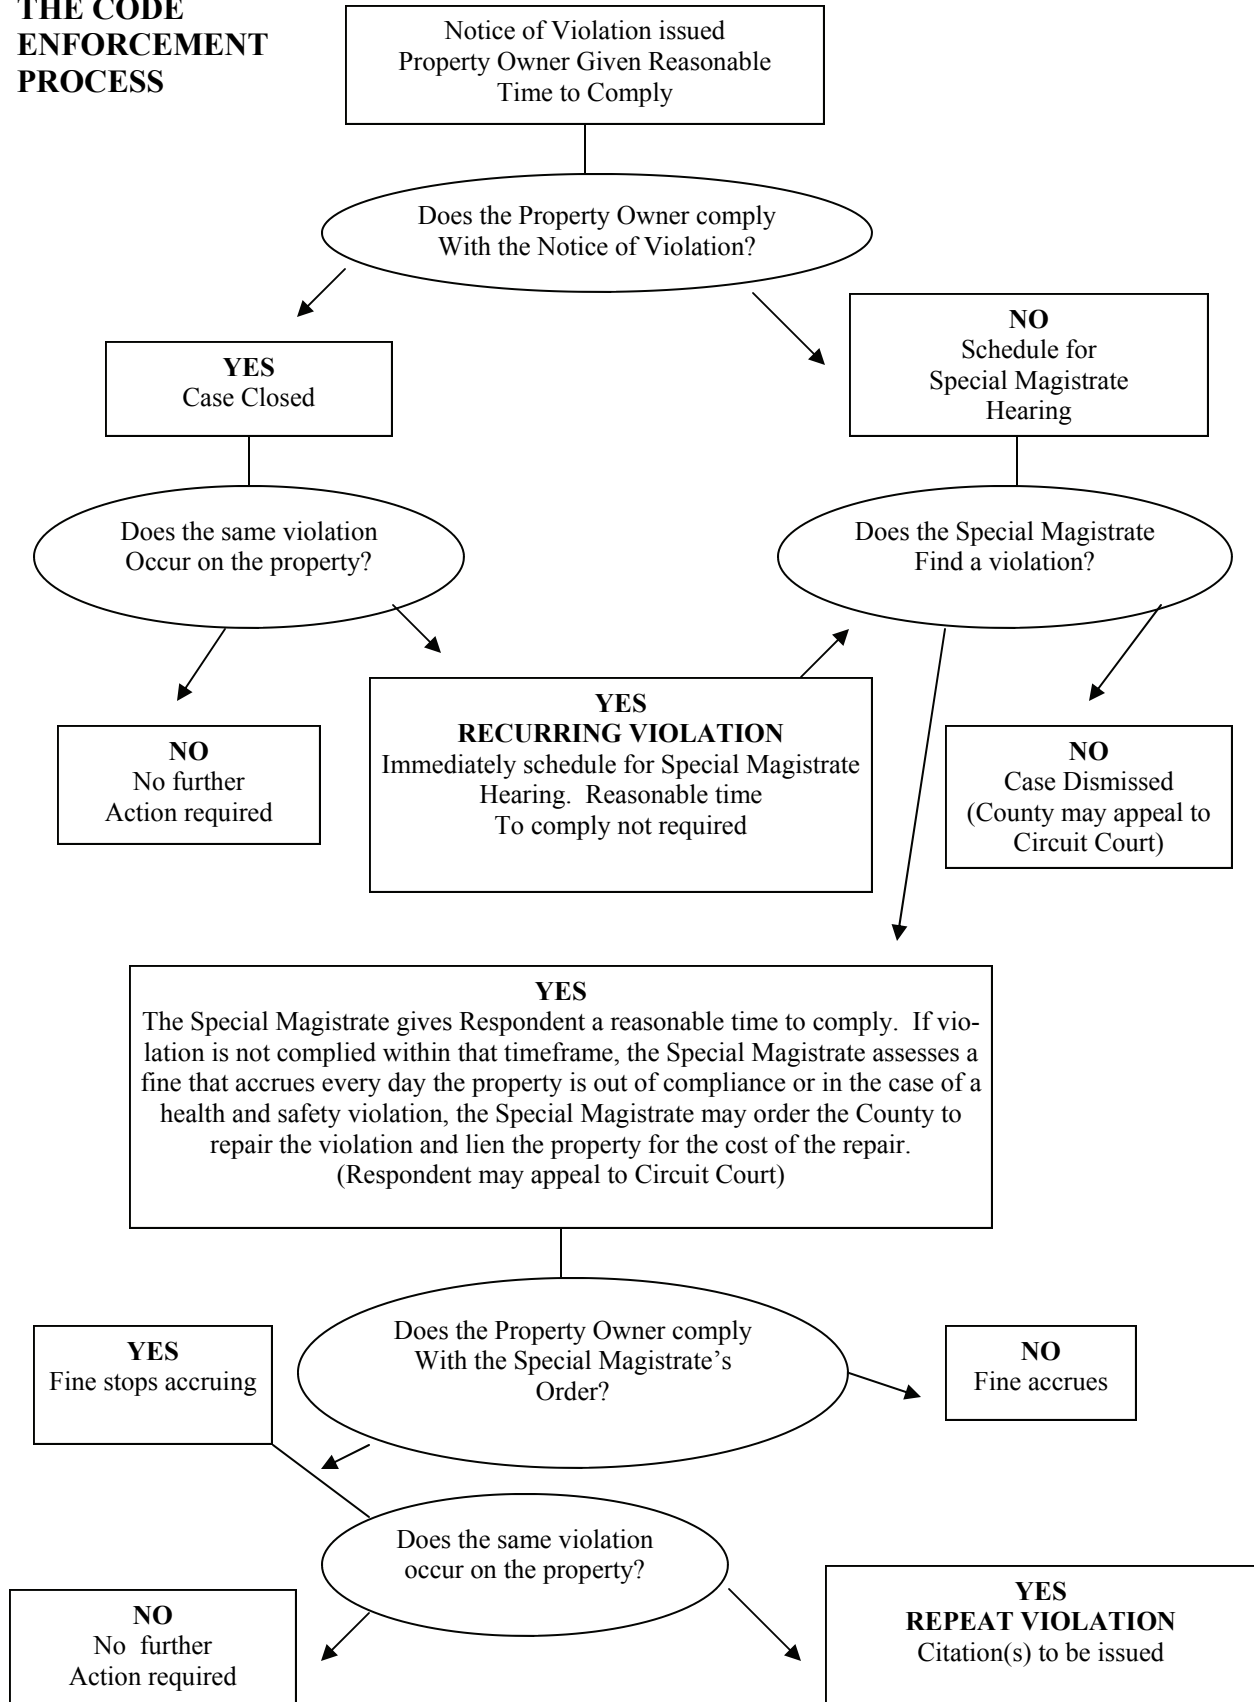 THE CODE
ENFORCEMENT
PROCESS
Notice of Violation issued
Property Owner Given Reasonable
Time to Comply
Does the Property Owner comply
With the Notice of Violation?
YES
Case Closed
NO
Schedule for
Special Magistrate
Hearing
Does the same violation
Occur on the property?
Does the Special Magistrate
Find a violation?
NO
No further
Action required
YES
RECURRING VIOLATION
Immediately schedule for Special Magistrate
Hearing.  Reasonable time
To comply not required
NO
Case Dismissed
(County may appeal to
Circuit Court)
YES
The Special Magistrate gives Respondent a reasonable time to comply.  If vio-
lation is not complied within that timeframe, the Special Magistrate assesses a
fine that accrues every day the property is out of compliance or in the case of a
health and safety violation, the Special Magistrate may order the County to
repair the violation and lien the property for the cost of the repair.
(Respondent may appeal to Circuit Court)
Does the Property Owner comply
With the Special Magistrate’s
Order?
YES
Fine stops accruing
NO
Fine accrues
Does the same violation
occur on the property?
NO
No  further
Action required
YES
REPEAT VIOLATION
Citation(s) to be issued